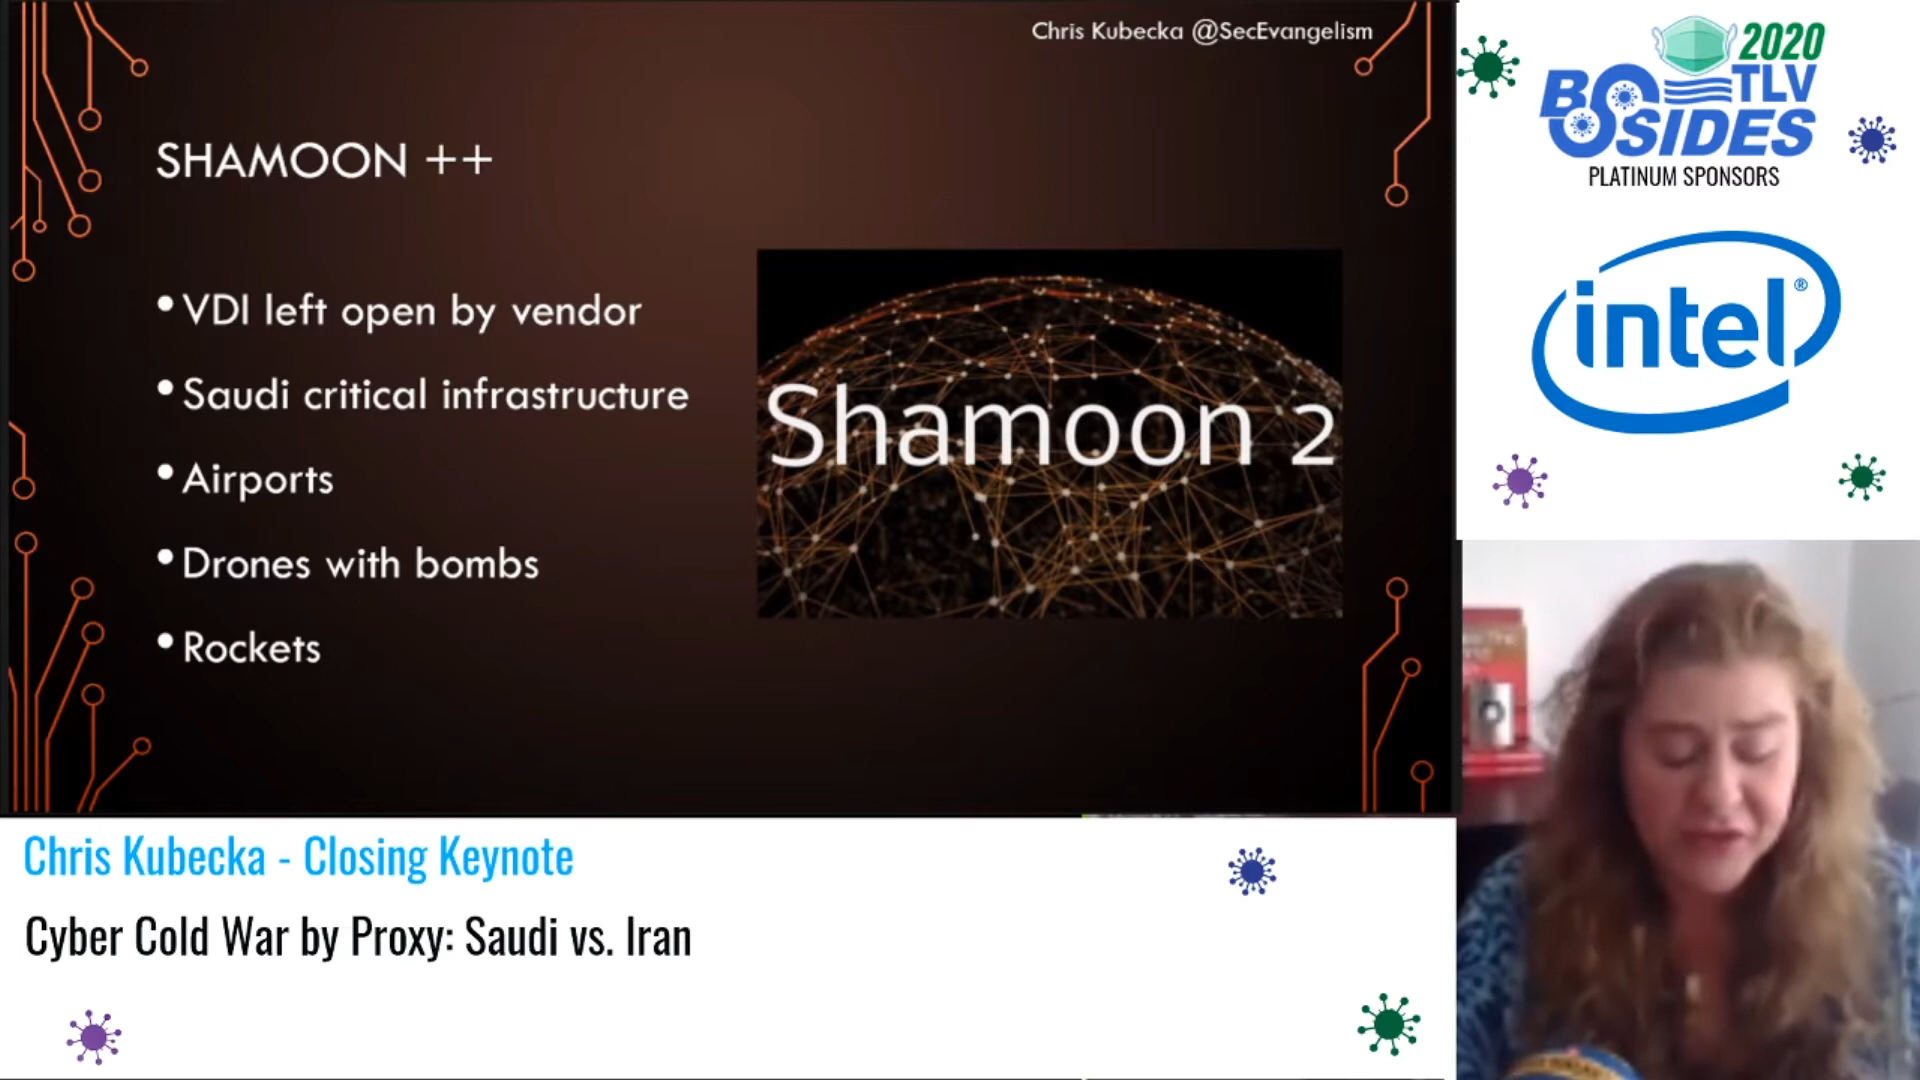 Chris Kubecka @SecEvangelism
SHAMOON ++
• VDI left open by vendor
• Saudi critical infrastructure
• Airports
• Drones with bombs
• Rockets
Shamoon 2
2020
BSIDES
TLV
PLATINUM SPONSORS
intel®
Chris Kubecka - Closing Keynote
Cyber Cold War by Proxy: Saudi vs. Iran